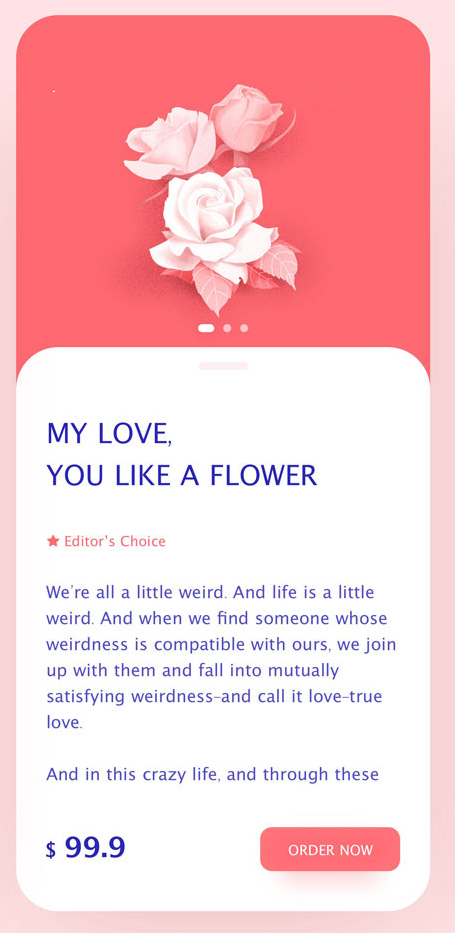 MY LOVE,
YOU LIKE A FLOWER
Editor's Choice
We're all a little weird. And life is a little
weird. And when we find someone whose
weirdness is compatible with ours, we join
up with them and fall into mutually
satisfying weirdness–and call it love–true
love.
And in this crazy life, and through these
$ 99.9
ORDER NOW